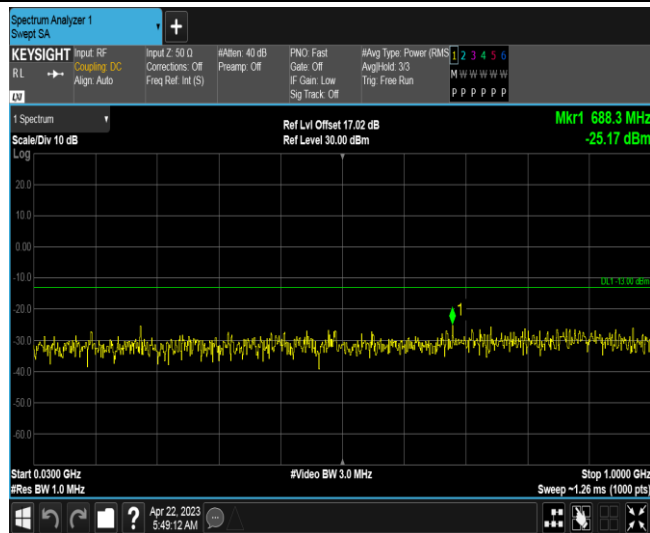 Spectrum Analyzer 1
Swept SA
+
KEYSIGHT
RL
Input: RF
Coupling: DC
Align: Auto
Input Z: 50 Ω
Corrections: Off
Freq Ref: Int (S)
#Atten: 40 dB
Preamp: Off
PNO: Fast
Gate: Off
IF Gain: Low
Sig Track: Off
#Avg Type: Power (RMS
Avg|Hold: 3/3
Trig: Free Run
1 2 3 4 5 6
M W W W W W
P P P P P P
1 Spectrum
Scale/Div 10 dB
Ref Lvl Offset 17.02 dB
Ref Level 30.00 dBm
Mkr1 688.3 MHz
-25.17 dBm
Log
20.0
10.0
0.00
-10.0
DL1 -13.00 dBm
-20.0
1
-30.0
-40.0
-50.0
-60.0
Start 0.0300 GHz
#Video BW 3.0 MHz
Stop 1.0000 GHz
#Res BW 1.0 MHz
Sweep ~1.26 ms (1000 pts)
?
Apr 22, 2023
5:49:12 AM